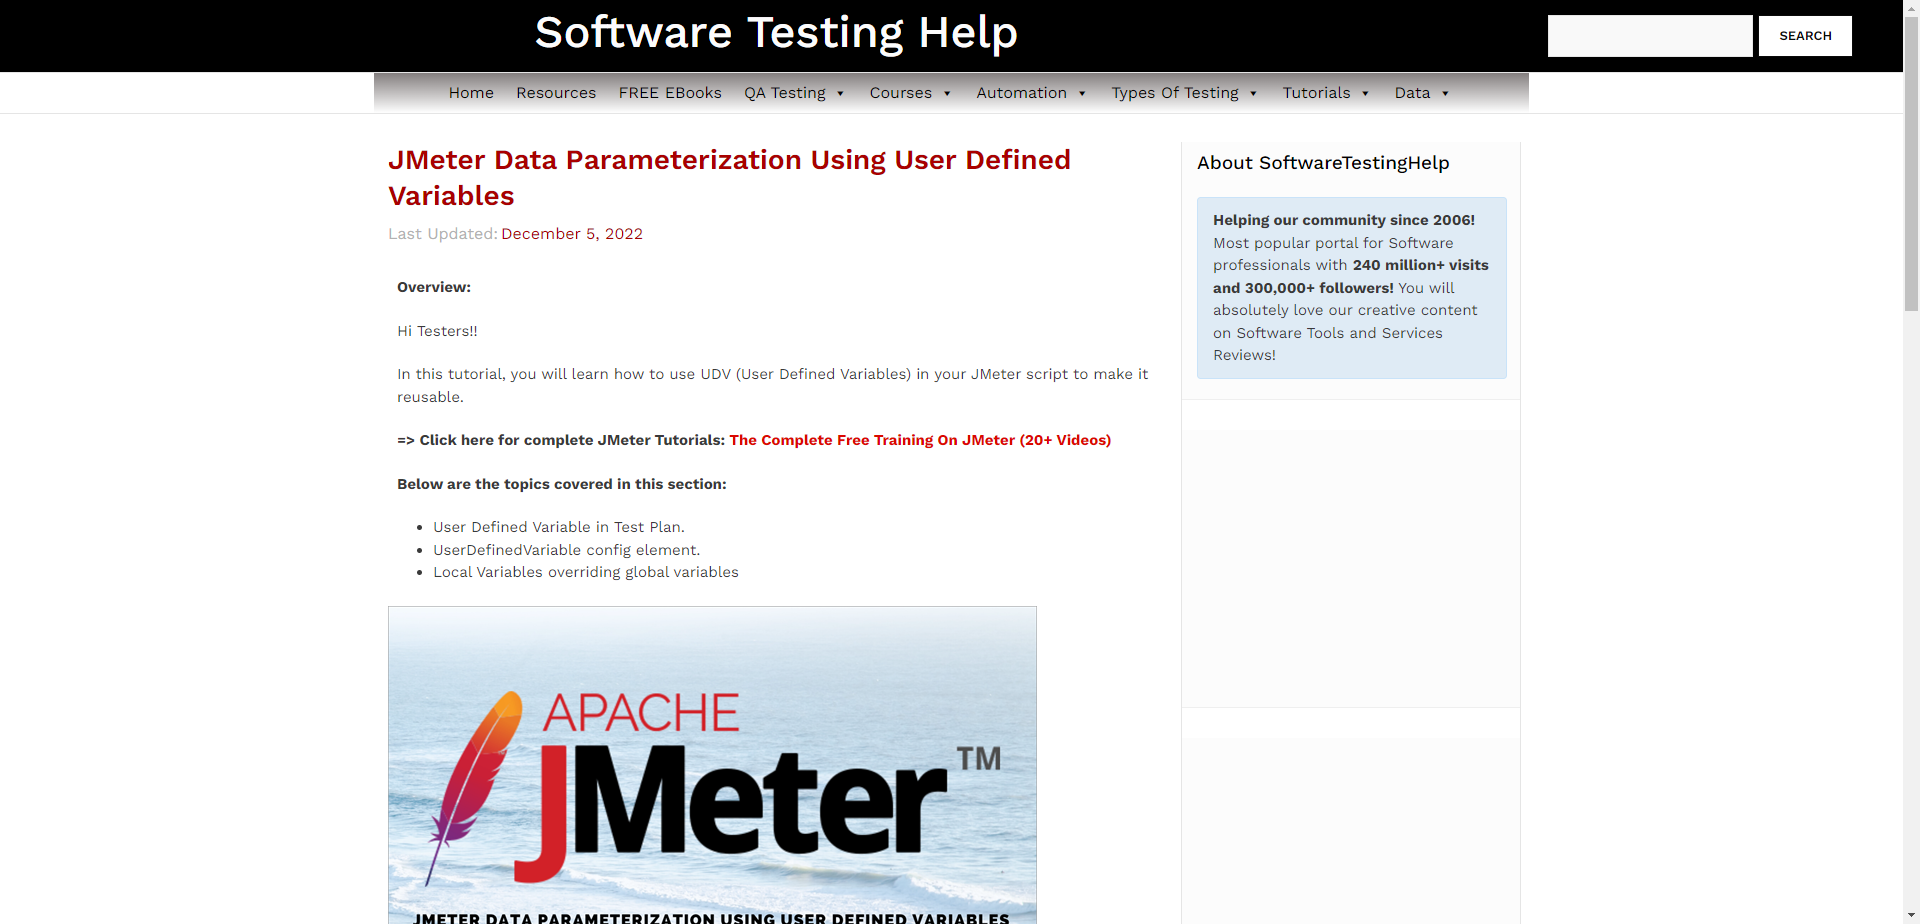 Software Testing Help
SEARCH
Home Resources FREE EBooks QA Testing Courses Automation Types Of Testing Tutorials Data
JMeter Data Parameterization Using User Defined
Variables
Last Updated: December 5, 2022
Overview:
Hi Testers!!
In this tutorial, you will learn how to use UDV (User Defined Variables) in your JMeter script to make it
reusable.
=> Click here for complete JMeter Tutorials: The Complete Free Training On JMeter (20+ Videos)
Below are the topics covered in this section:
User Defined Variable in Test Plan.
UserDefinedVariable config element.
Local Variables overriding global variables
APACHE
JMeter TM
JMETER DATA PARAMETERIZATION USING USER DEFINED VARIABLES
About SoftwareTestingHelp
Helping our community since 2006!
Most popular portal for Software
professionals with 240 million+ visits
and 300,000+ followers! You will
absolutely love our creative content
on Software Tools and Services
Reviews!